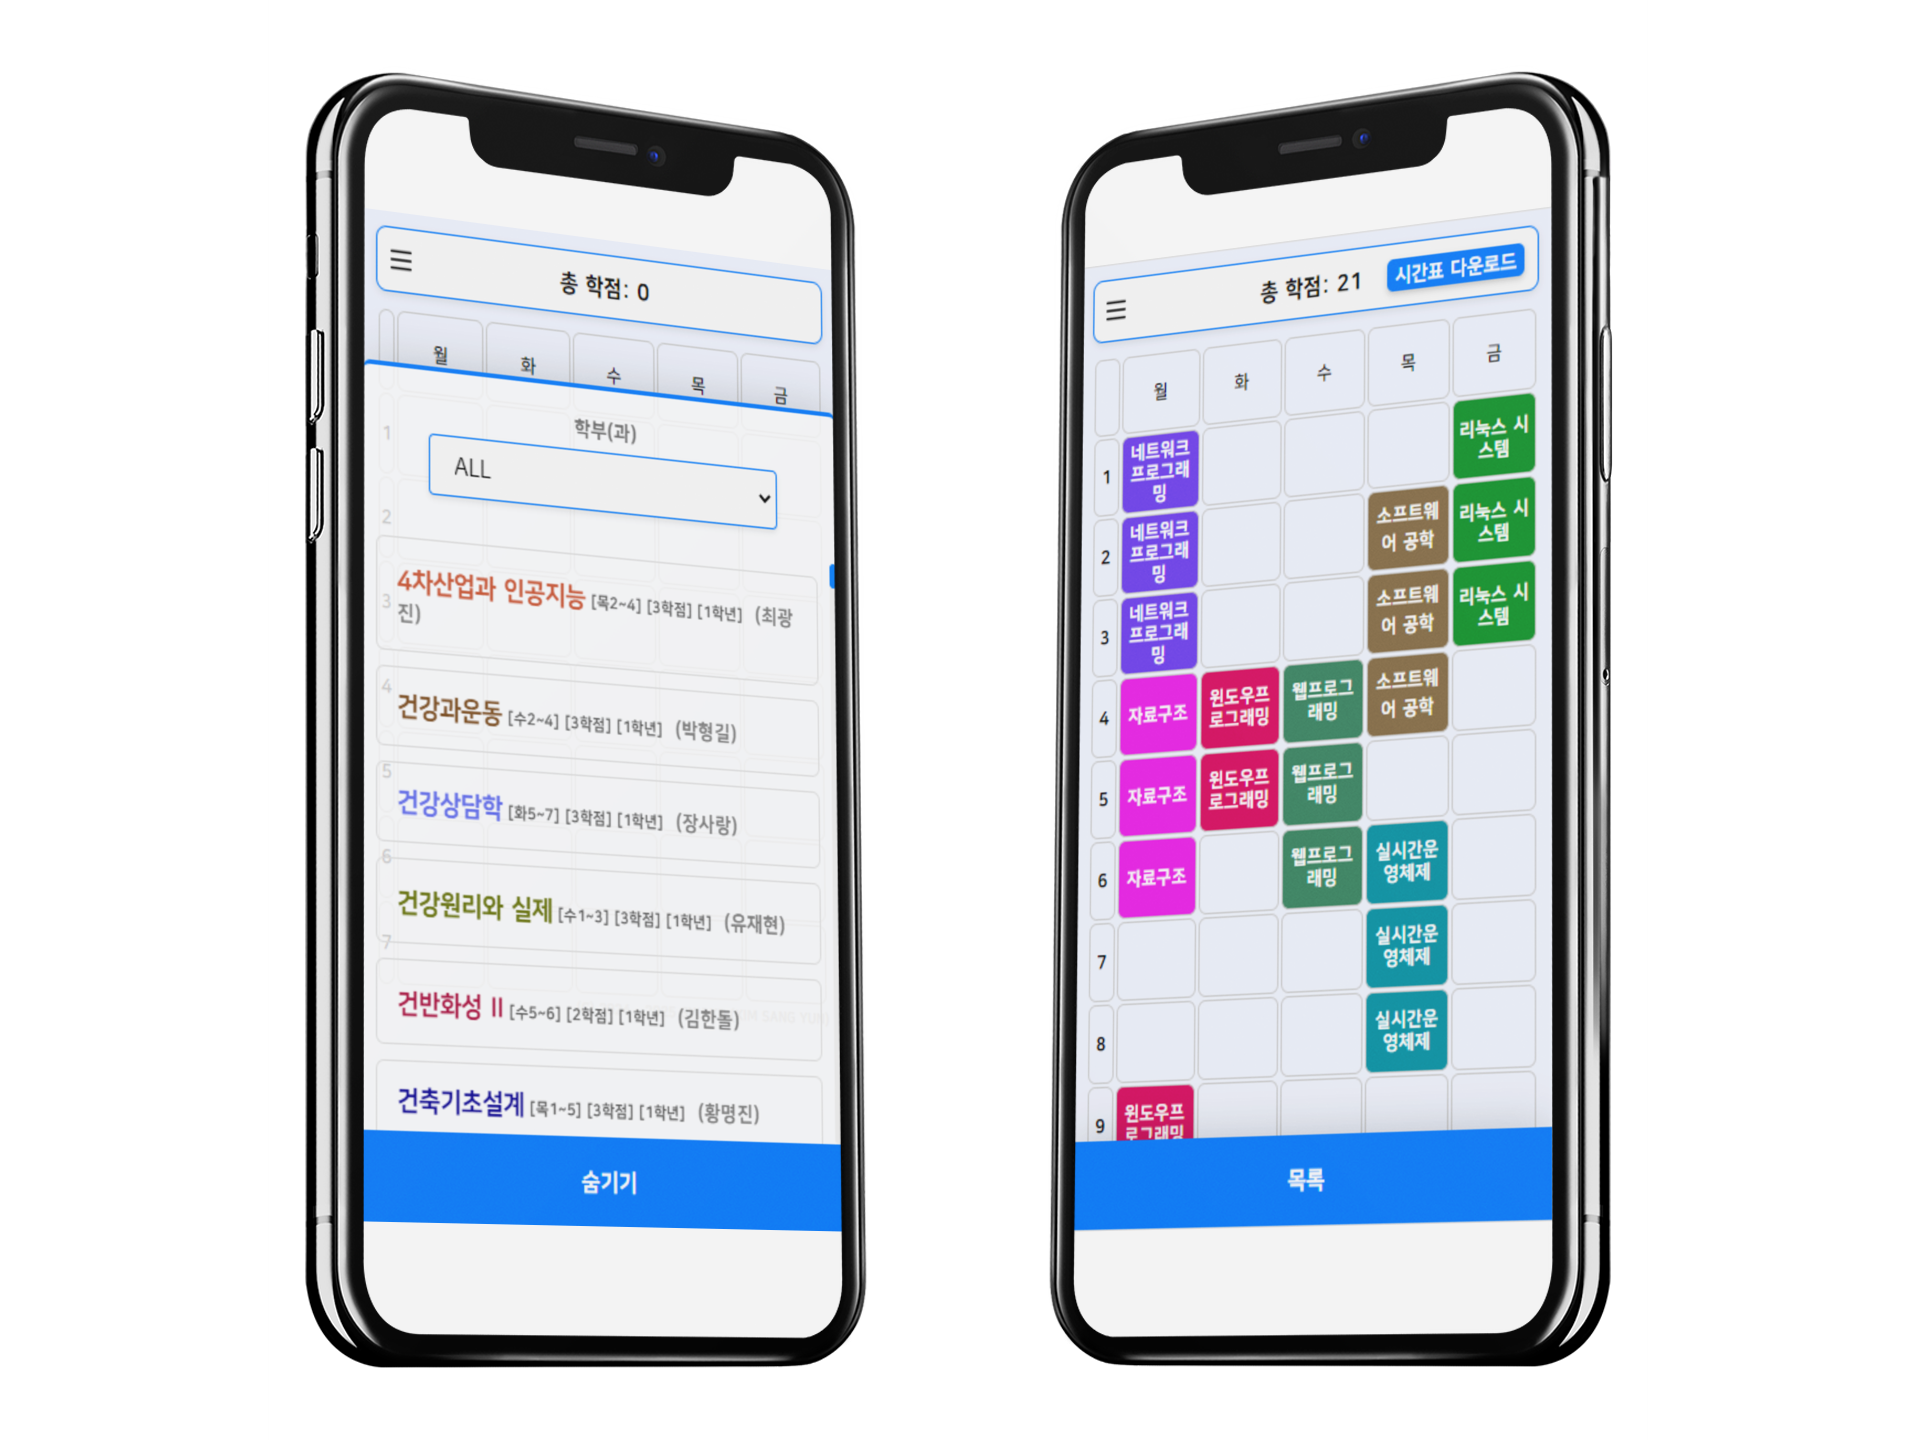 총 학점: 0
월 화 수 목 금
학부(과)
ALL
1
2
3
4차산업과 인공지능 [목2~4] [3학점] [1학년] (최광
진)
4
건강과운동 [수2~4] [3학점] [1학년] (박형길)
5
건강상담학 [화5~7] [3학점] [1학년] (장사랑)
6
건강원리와 실제 [수1~3] [3학점] [1학년] (유재현)
7
건반화성 II [수5~6] [2학점] [1학년] (김한돌)
건축기초설계 [목1~5] [3학점] [1학년] (황명진)
숨기기
총 학점: 21
시간표 다운로드
월 화 수 목 금
1
네트워크
프로그래
밍
리눅스 시
스템
2
네트워크
프로그래
밍
소프트웨
어 공학
리눅스 시
스템
3
네트워크
프로그래
밍
소프트웨
어 공학
리눅스 시
스템
4
자료구조
윈도우프
로그래밍
웹프로그
래밍
소프트웨
어 공학
5
자료구조
윈도우프
로그래밍
웹프로그
래밍
6
자료구조
웹프로그
래밍
실시간운
영체제
7
실시간운
영체제
8
실시간운
영체제
9
윈도우프
로그래밍
목록